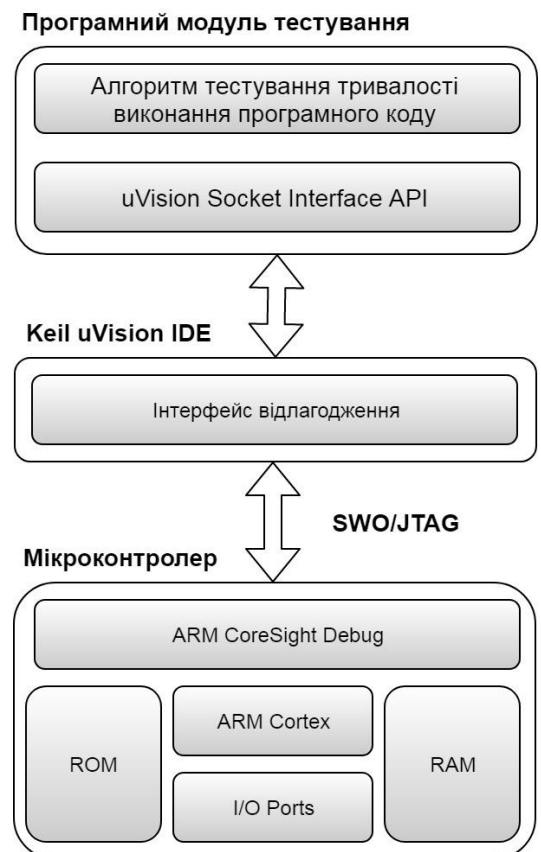 Програмний модуль тестування
Алгоритм тестування тривалості
виконання програмного коду
uVision Socket Interface API
Keil uVision IDE
Інтерфейс відлагодження
SWO/JTAG
Мікроконтролер
ARM CoreSight Debug
ROM
ARM Cortex
RAM
I/O Ports